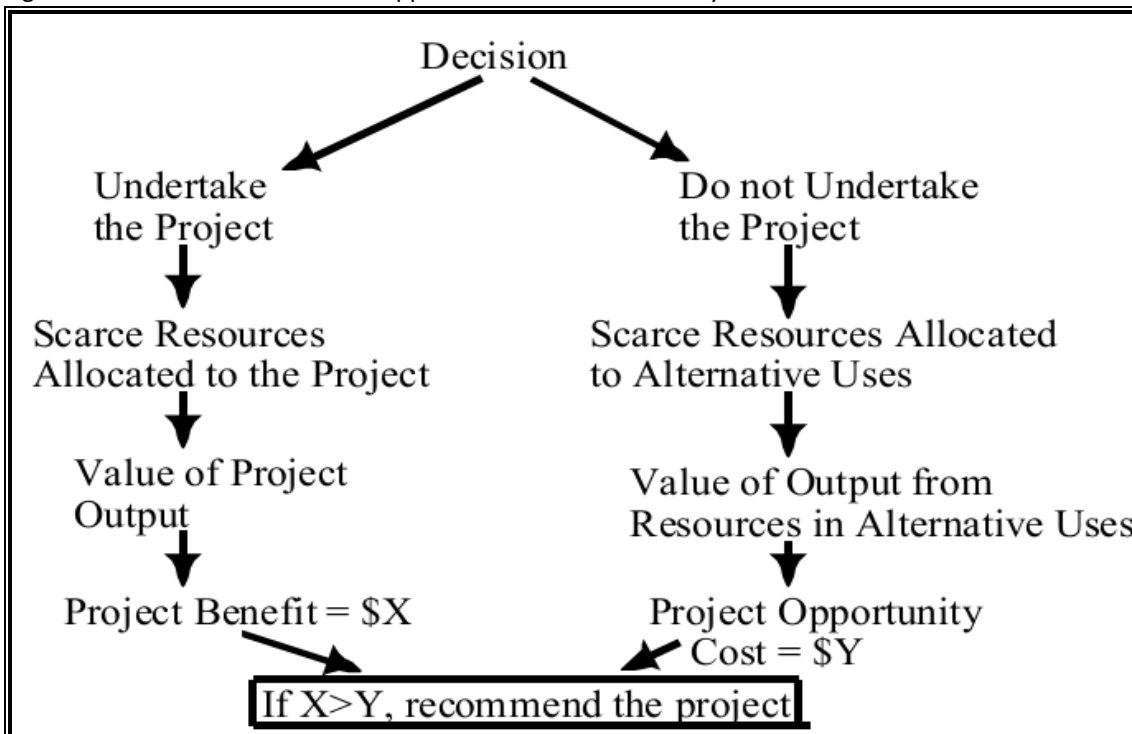 Decision
Undertake
the Project
Do not Undertake
the Project
Scarce Resources
Allocated to the Project
Scarce Resources Allocated
to Alternative Uses
Value of Project
Output
Value of Output from
Resources in Alternative Uses
Project Benefit = $X
Project Opportunity
Cost = $Y
If X>Y, recommend the project